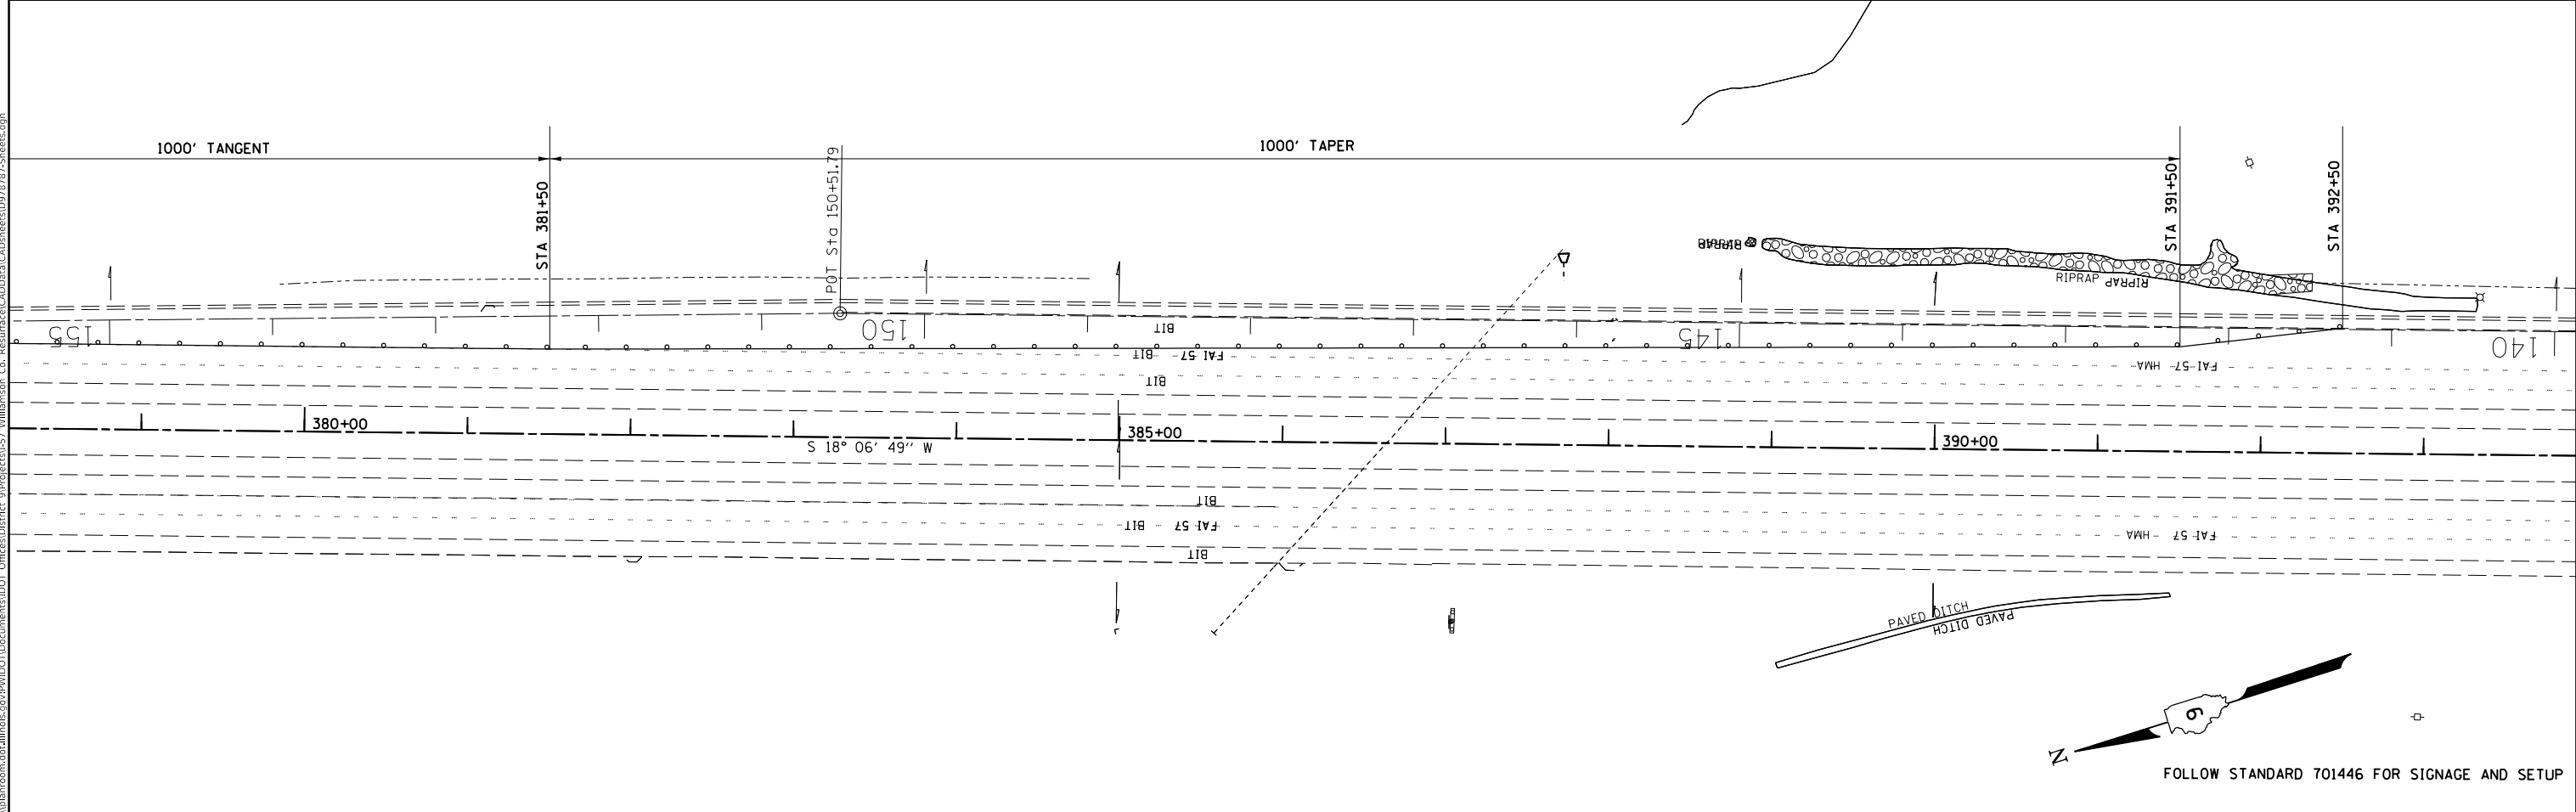 1000' TANGENT
1000' TAPER
STA 381+50
POT Sta 150+51.79
STA 391+50
STA 392+50
RIPRAP
RIPRAP
RIPRAP
155
150
145
140
BIT
BIT FAI 57
BIT
FAI 57 HMA
380+00
385+00
390+00
S 18° 06' 49'' W
BIT
BIT FAI 57
BIT
HMA FAI 57
PAVED DITCH
PAVED DITCH
9
N
FOLLOW STANDARD 701446 FOR SIGNAGE AND SETUP